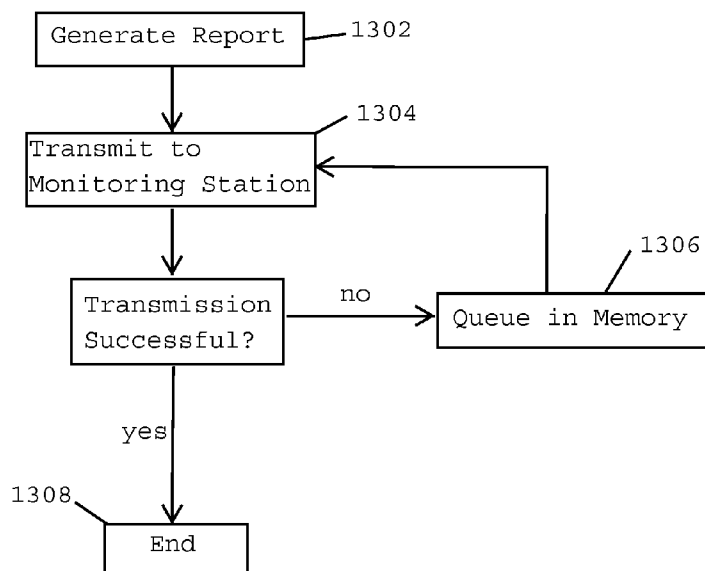 Generate Report
1302
1304
Transmit to
Monitoring Station
1306
Transmission
Successful?
no
Queue in Memory
yes
1308
End